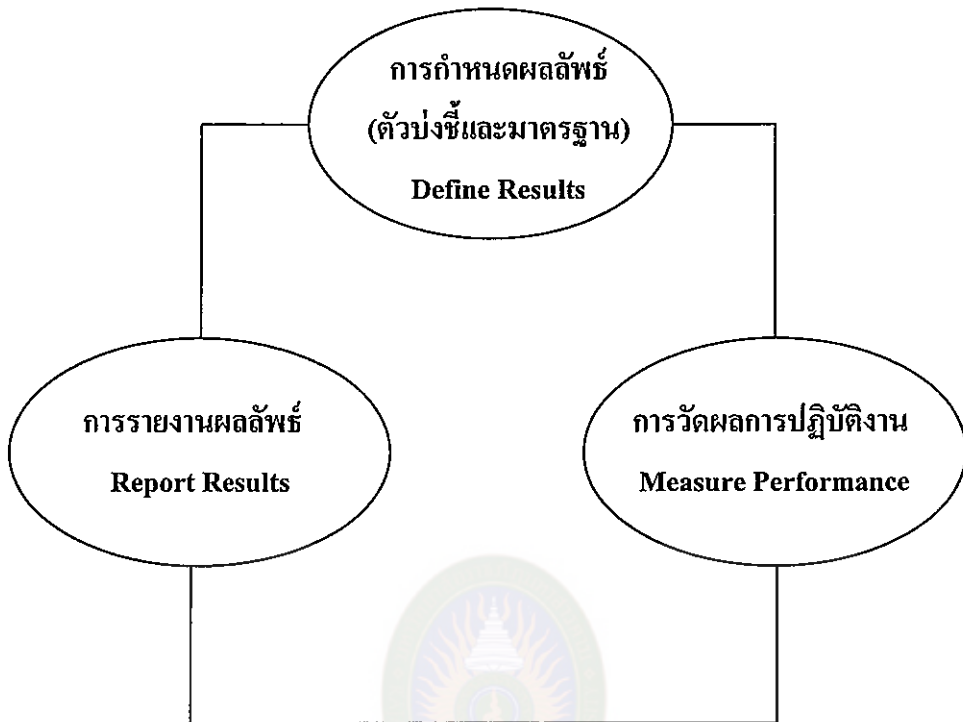 การกำหนดผลลัพธ์
(ตัวบ่งชี้และมาตรฐาน)
Define Results
การรายงานผลลัพธ์
Report Results
การวัดผลการปฏิบัติงาน
Measure Performance